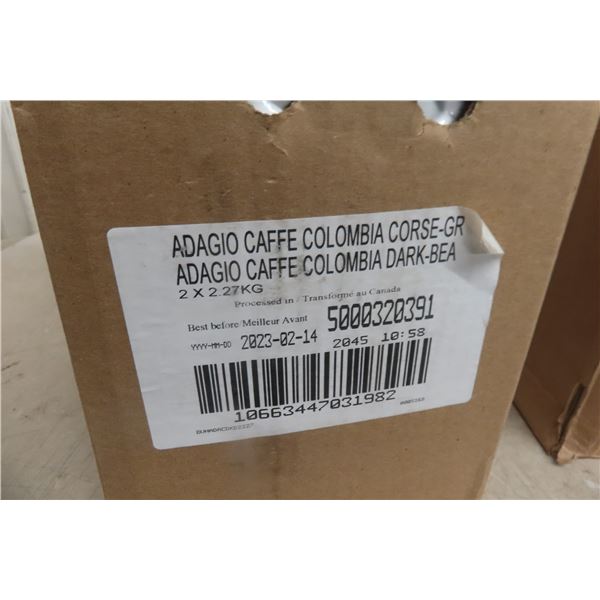 ADAGIO CAFFE COLOMBIA CORSE-GR
ADAGIO CAFFE COLOMBIA DARK-BEA
2 X 2.27KG
Processed in / Transformé au Canada
Best before/Meilleur Avant 5000320391
YYYY-MM-DD 2023-02-14 2045 10:58
10663447031982